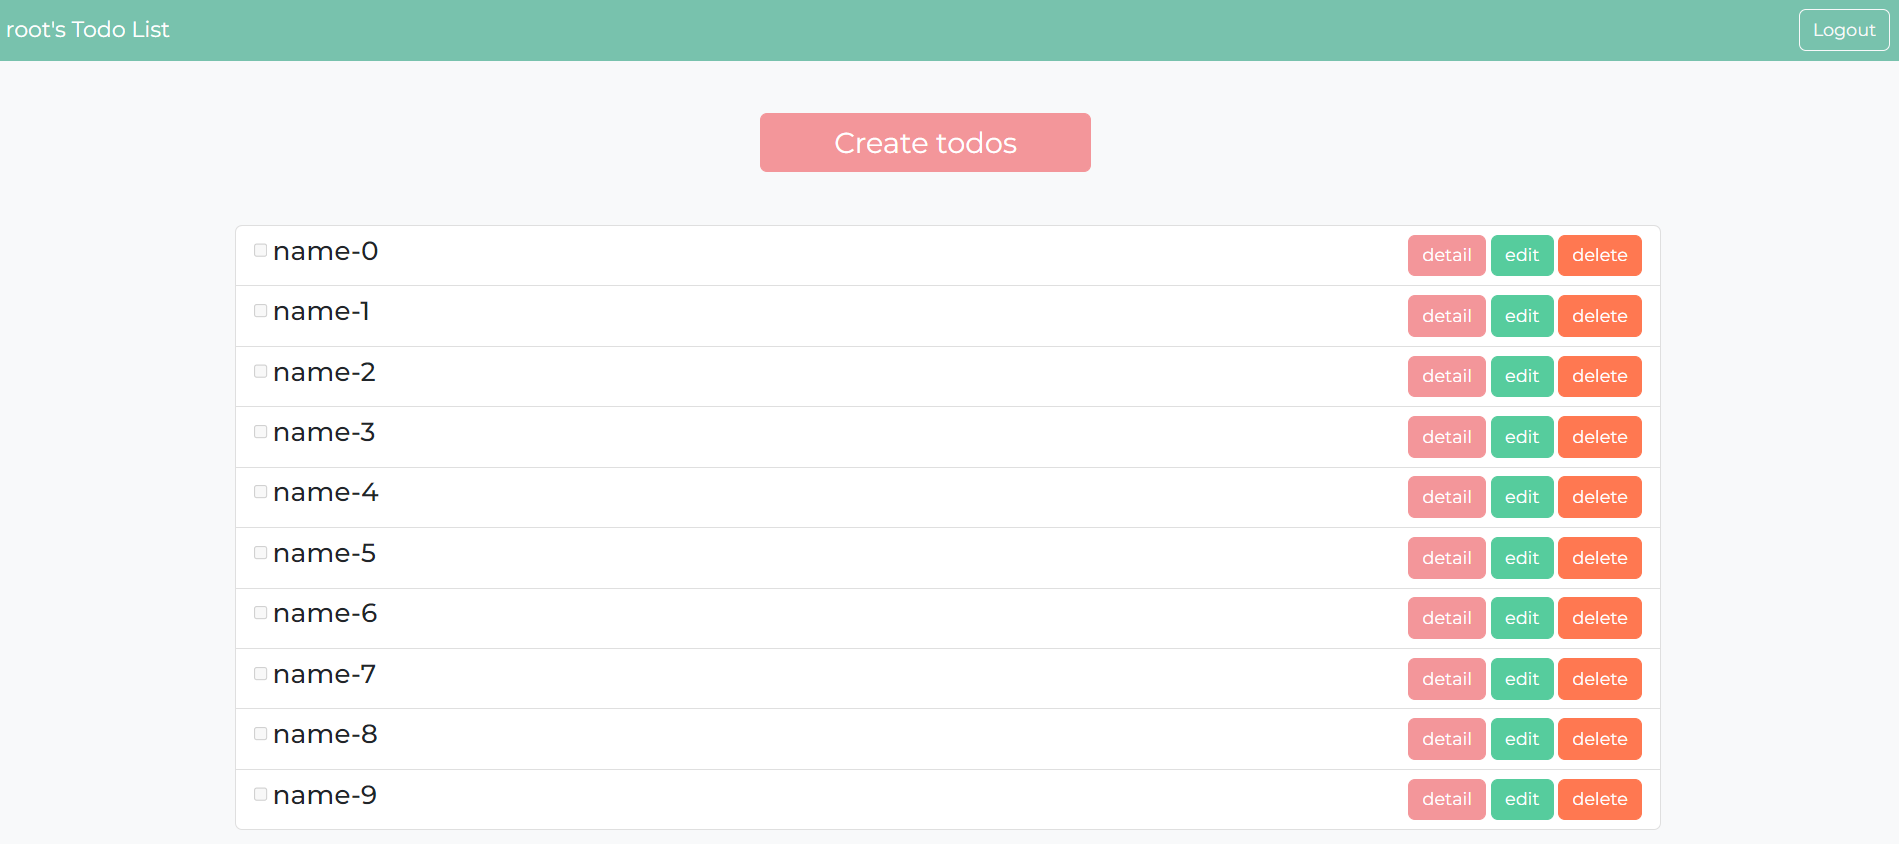 root's Todo List Logout
Create todos
name-0 detail edit delete
name-1 detail edit delete
name-2 detail edit delete
name-3 detail edit delete
name-4 detail edit delete
name-5 detail edit delete
name-6 detail edit delete
name-7 detail edit delete
name-8 detail edit delete
name-9 detail edit delete